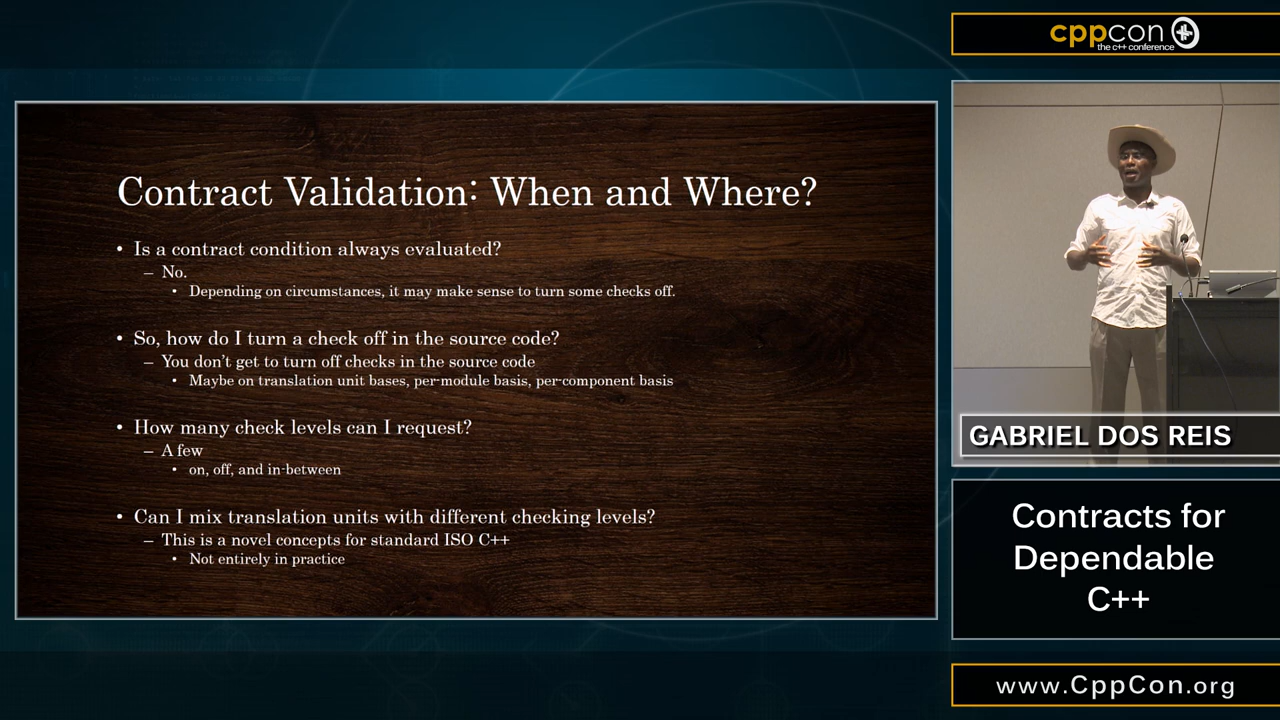 Contract Validation: When and Where?
• Is a contract condition always evaluated?
– No.
• Depending on circumstances, it may make sense to turn some checks off.
• So, how do I turn a check off in the source code?
– You don't get to turn off checks in the source code
• Maybe on translation unit bases, per-module basis, per-component basis
• How many check levels can I request?
– A few
• on, off, and in-between
• Can I mix translation units with different checking levels?
– This is a novel concepts for standard ISO C++
• Not entirely in practice
cppcon
the c++ conference
GABRIEL DOS REIS
Contracts for
Dependable
C++
www.CppCon.org